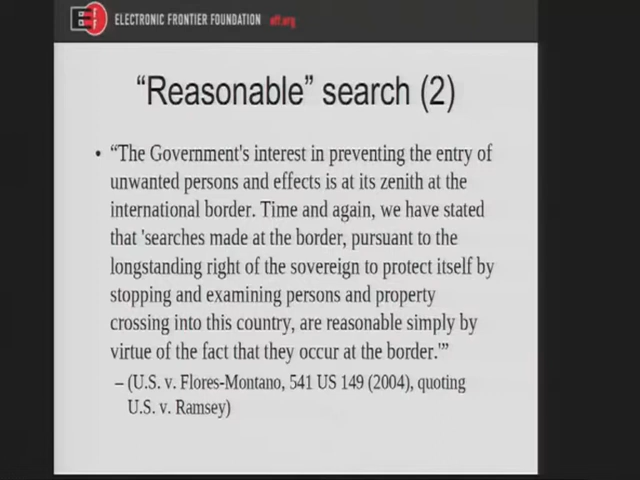 ELECTRONIC FRONTIER FOUNDATION eff.org
“Reasonable” search (2)
• “The Government's interest in preventing the entry of
unwanted persons and effects is at its zenith at the
international border. Time and again, we have stated
that 'searches made at the border, pursuant to the
longstanding right of the sovereign to protect itself by
stopping and examining persons and property
crossing into this country, are reasonable simply by
virtue of the fact that they occur at the border.'”
– (U.S. v. Flores-Montano, 541 US 149 (2004), quoting
U.S. v. Ramsey)